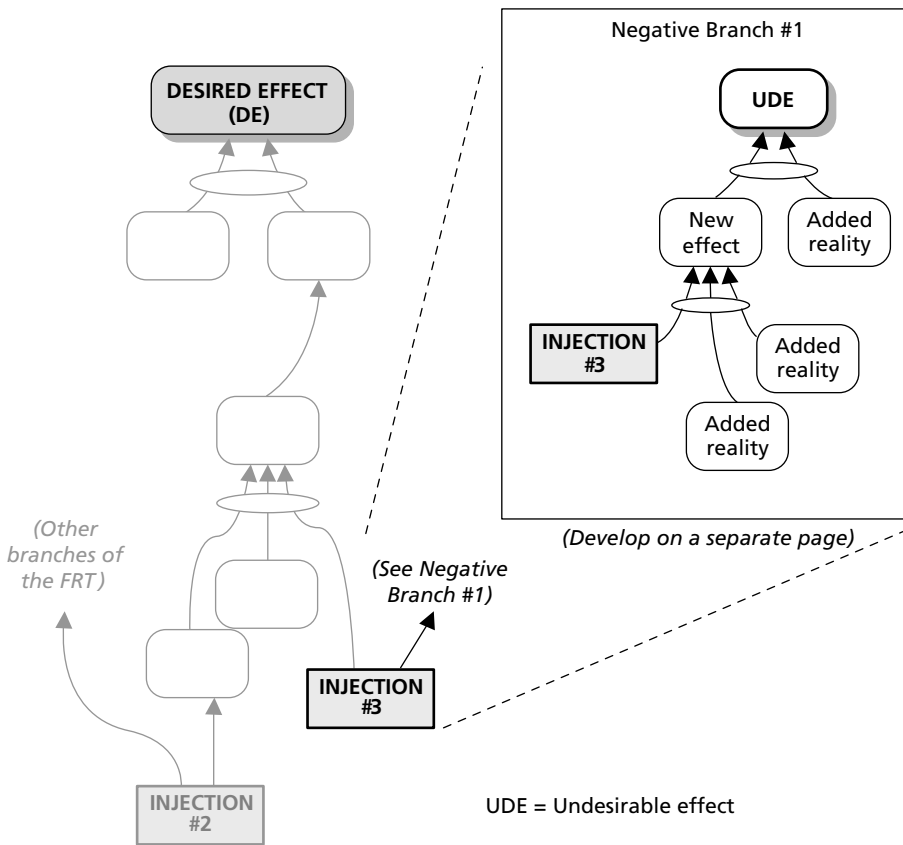 Negative Branch #1
UDE
New
effect
Added
reality
INJECTION
#3
Added
reality
Added
reality
(Develop on a separate page)
DESIRED EFFECT
(DE)
(Other
branches of
the FRT)
(See Negative
Branch #1)
INJECTION
#3
INJECTION
#2
UDE = Undesirable effect